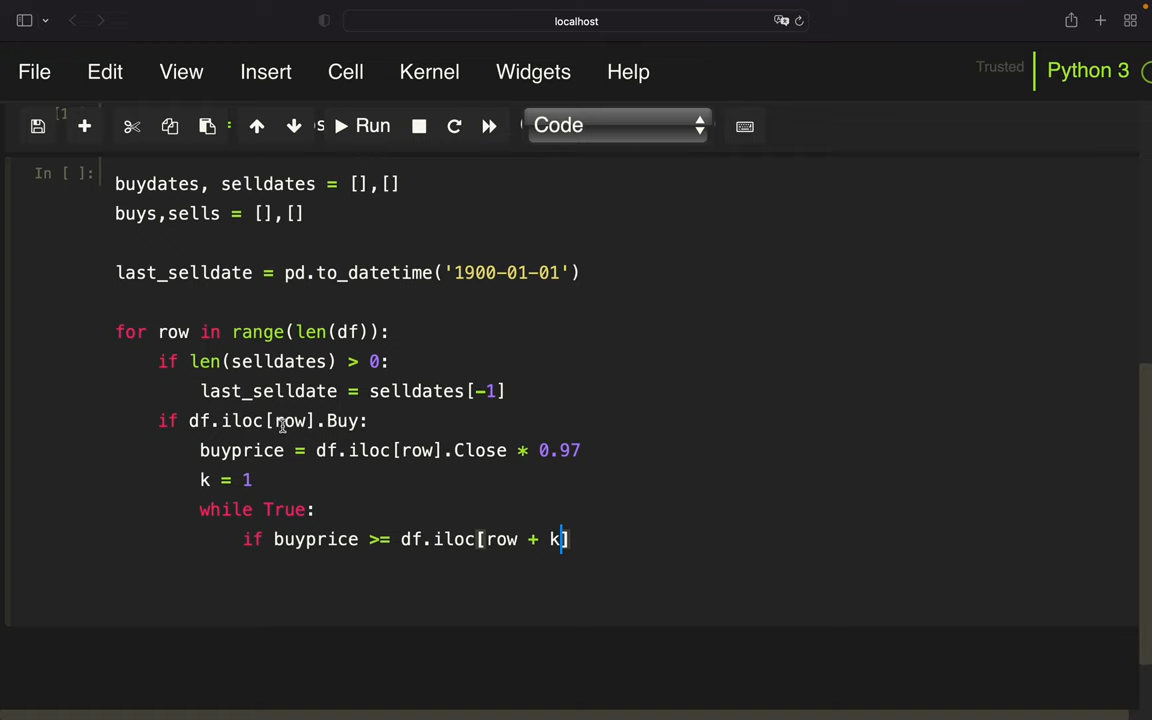 localhost
File Edit View Insert Cell Kernel Widgets Help
Trusted Python 3
Run Code
In [ ]:
buydates, selldates = [],[]
buys,sells = [],[]
last_selldate = pd.to_datetime('1900-01-01')
for row in range(len(df)):
if len(selldates) > 0:
last_selldate = selldates[-1]
if df.iloc[row].Buy:
buyprice = df.iloc[row].Close * 0.97
k = 1
while True:
if buyprice >= df.iloc[row + k]